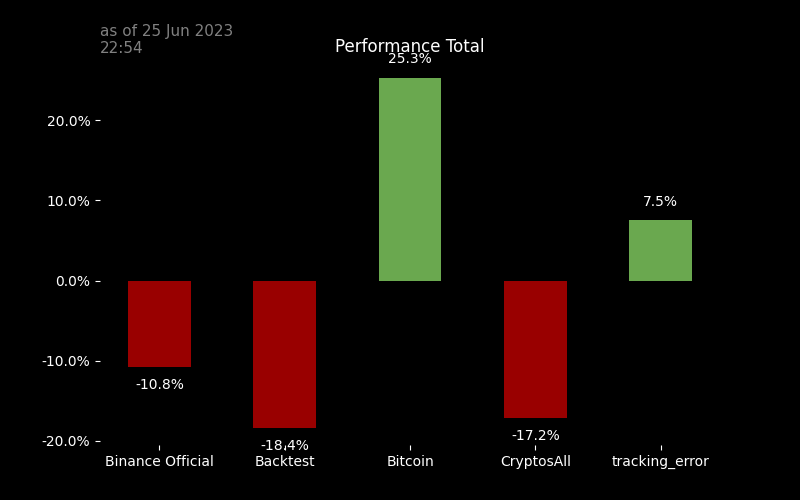 as of 25 Jun 2023
22:54
Performance Total
25.3%
20.0%
10.0%
7.5%
0.0%
-10.0%
-10.8%
-17.2%
-20.0%
-18.4%
Binance Official
Backtest
Bitcoin
CryptosAll
tracking_error